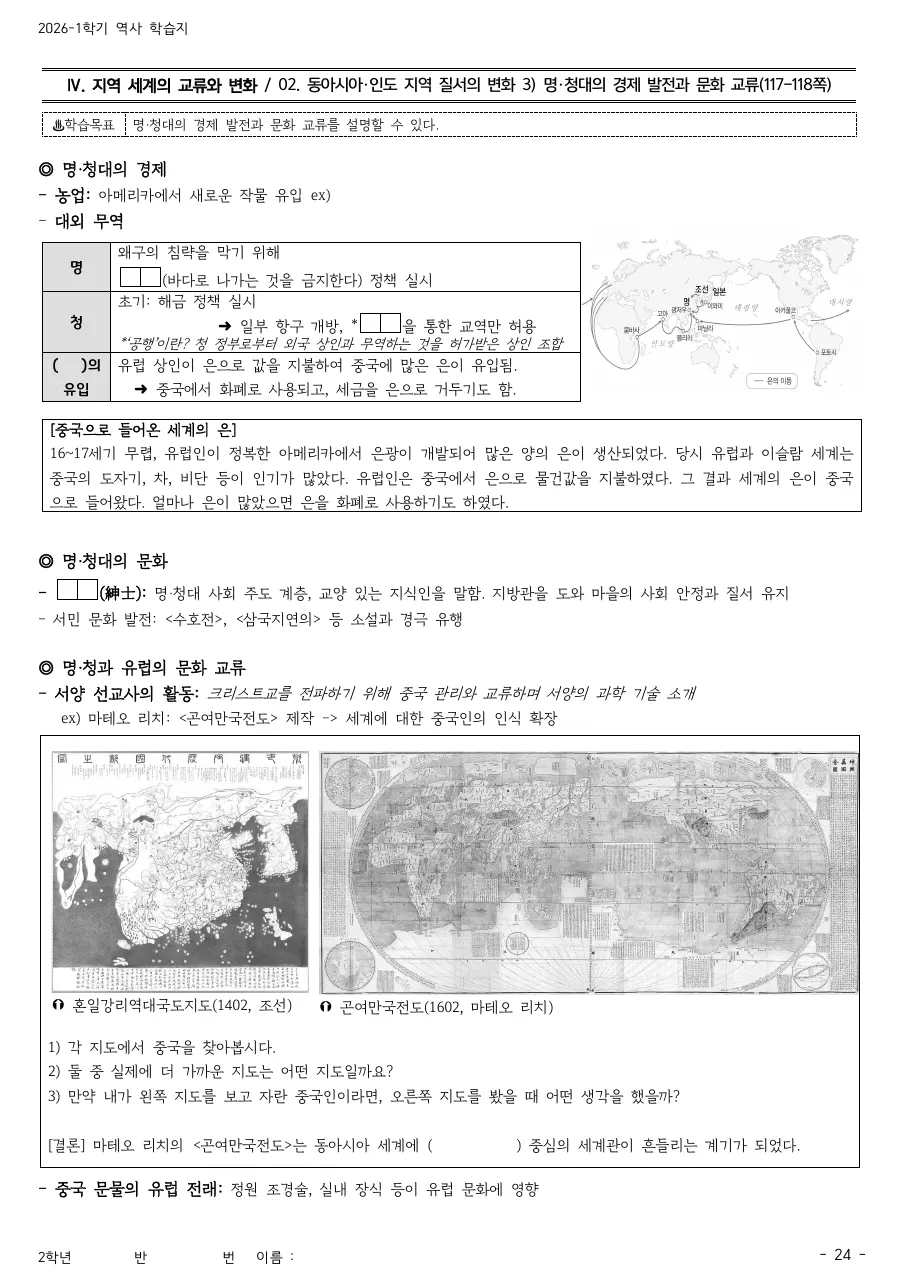 2026-1학기 역사 학습지
Ⅳ. 지역 세계의 교류와 변화 / 02. 동아시아·인도 지역 질서의 변화 3) 명·청대의 경제 발전과 문화 교류(117-118쪽)
♨학습목표 명·청대의 경제 발전과 문화 교류를 설명할 수 있다.
◎ 명·청대의 경제
- 농업: 아메리카에서 새로운 작물 유입 ex)
- 대외 무역
명
왜구의 침략을 막기 위해
□□(바다로 나가는 것을 금지한다) 정책 실시
청
초기: 해금 정책 실시
➜ 일부 항구 개방, *□□을 통한 교역만 허용
*'공행'이란? 청 정부로부터 외국 상인과 무역하는 것을 허가받은 상인 조합
( )의 유입
유럽 상인이 은으로 값을 지불하여 중국에 많은 은이 유입됨.
➜ 중국에서 화폐로 사용되고, 세금을 은으로 거두기도 함.
조선 일본
명
이와미
고아
마닐라
믈라카
몸바사
태평양
대서양
인도양
아카풀코
포토시
은의 이동
[중국으로 들어온 세계의 은]
16~17세기 무렵, 유럽인이 정복한 아메리카에서 은광이 개발되어 많은 양의 은이 생산되었다. 당시 유럽과 이슬람 세계는
중국의 도자기, 차, 비단 등이 인기가 많았다. 유럽인은 중국에서 은으로 물건값을 지불하였다. 그 결과 세계의 은이 중국
으로 들어왔다. 얼마나 은이 많았으면 은을 화폐로 사용하기도 하였다.
◎ 명·청대의 문화
- □□(紳士): 명·청대 사회 주도 계층, 교양 있는 지식인을 말함. 지방관을 도와 마을의 사회 안정과 질서 유지
- 서민 문화 발전: <수호전>, <삼국지연의> 등 소설과 경극 유행
◎ 명·청과 유럽의 문화 교류
- 서양 선교사의 활동: 크리스트교를 전파하기 위해 중국 관리와 교류하며 서양의 과학 기술 소개
ex) 마테오 리치: <곤여만국전도> 제작 -> 세계에 대한 중국인의 인식 확장
혼일강리역대국도지도(1402, 조선)
곤여만국전도(1602, 마테오 리치)
1) 각 지도에서 중국을 찾아봅시다.
2) 둘 중 실제에 더 가까운 지도는 어떤 지도일까요?
3) 만약 내가 왼쪽 지도를 보고 자란 중국인이라면, 오른쪽 지도를 봤을 때 어떤 생각을 했을까?
[결론] 마테오 리치의 <곤여만국전도>는 동아시아 세계에 ( ) 중심의 세계관이 흔들리는 계기가 되었다.
- 중국 문물의 유럽 전래: 정원 조경술, 실내 장식 등이 유럽 문화에 영향
2학년 반 번 이름 :
- 24 -